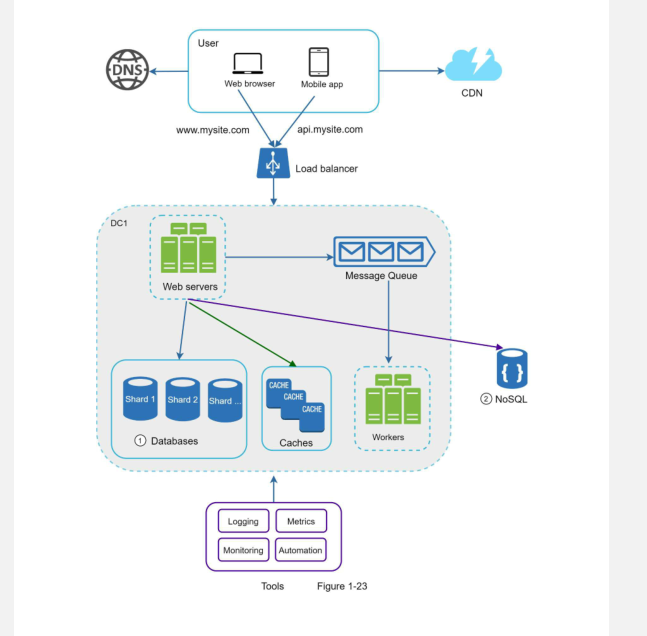 User
DNS
Web browser
Mobile app
CDN
www.mysite.com
api.mysite.com
Load balancer
DC1
Web servers
Message Queue
Shard 1
Shard 2
Shard ...
① Databases
CACHE
CACHE
CACHE
Caches
Workers
{ }
② NoSQL
Logging
Metrics
Monitoring
Automation
Tools
Figure 1-23